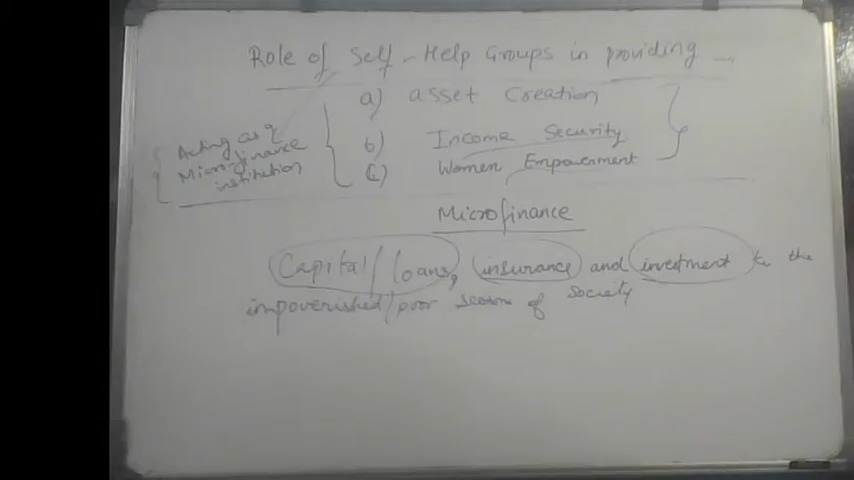 Role of Self-Help Groups in providing
a) asset Creation
b) Income Security
c) Women Empowerment
Acting as a
Microfinance
institution
Microfinance
Capital/loans, insurance and investment to the
impoverished/poor section of society